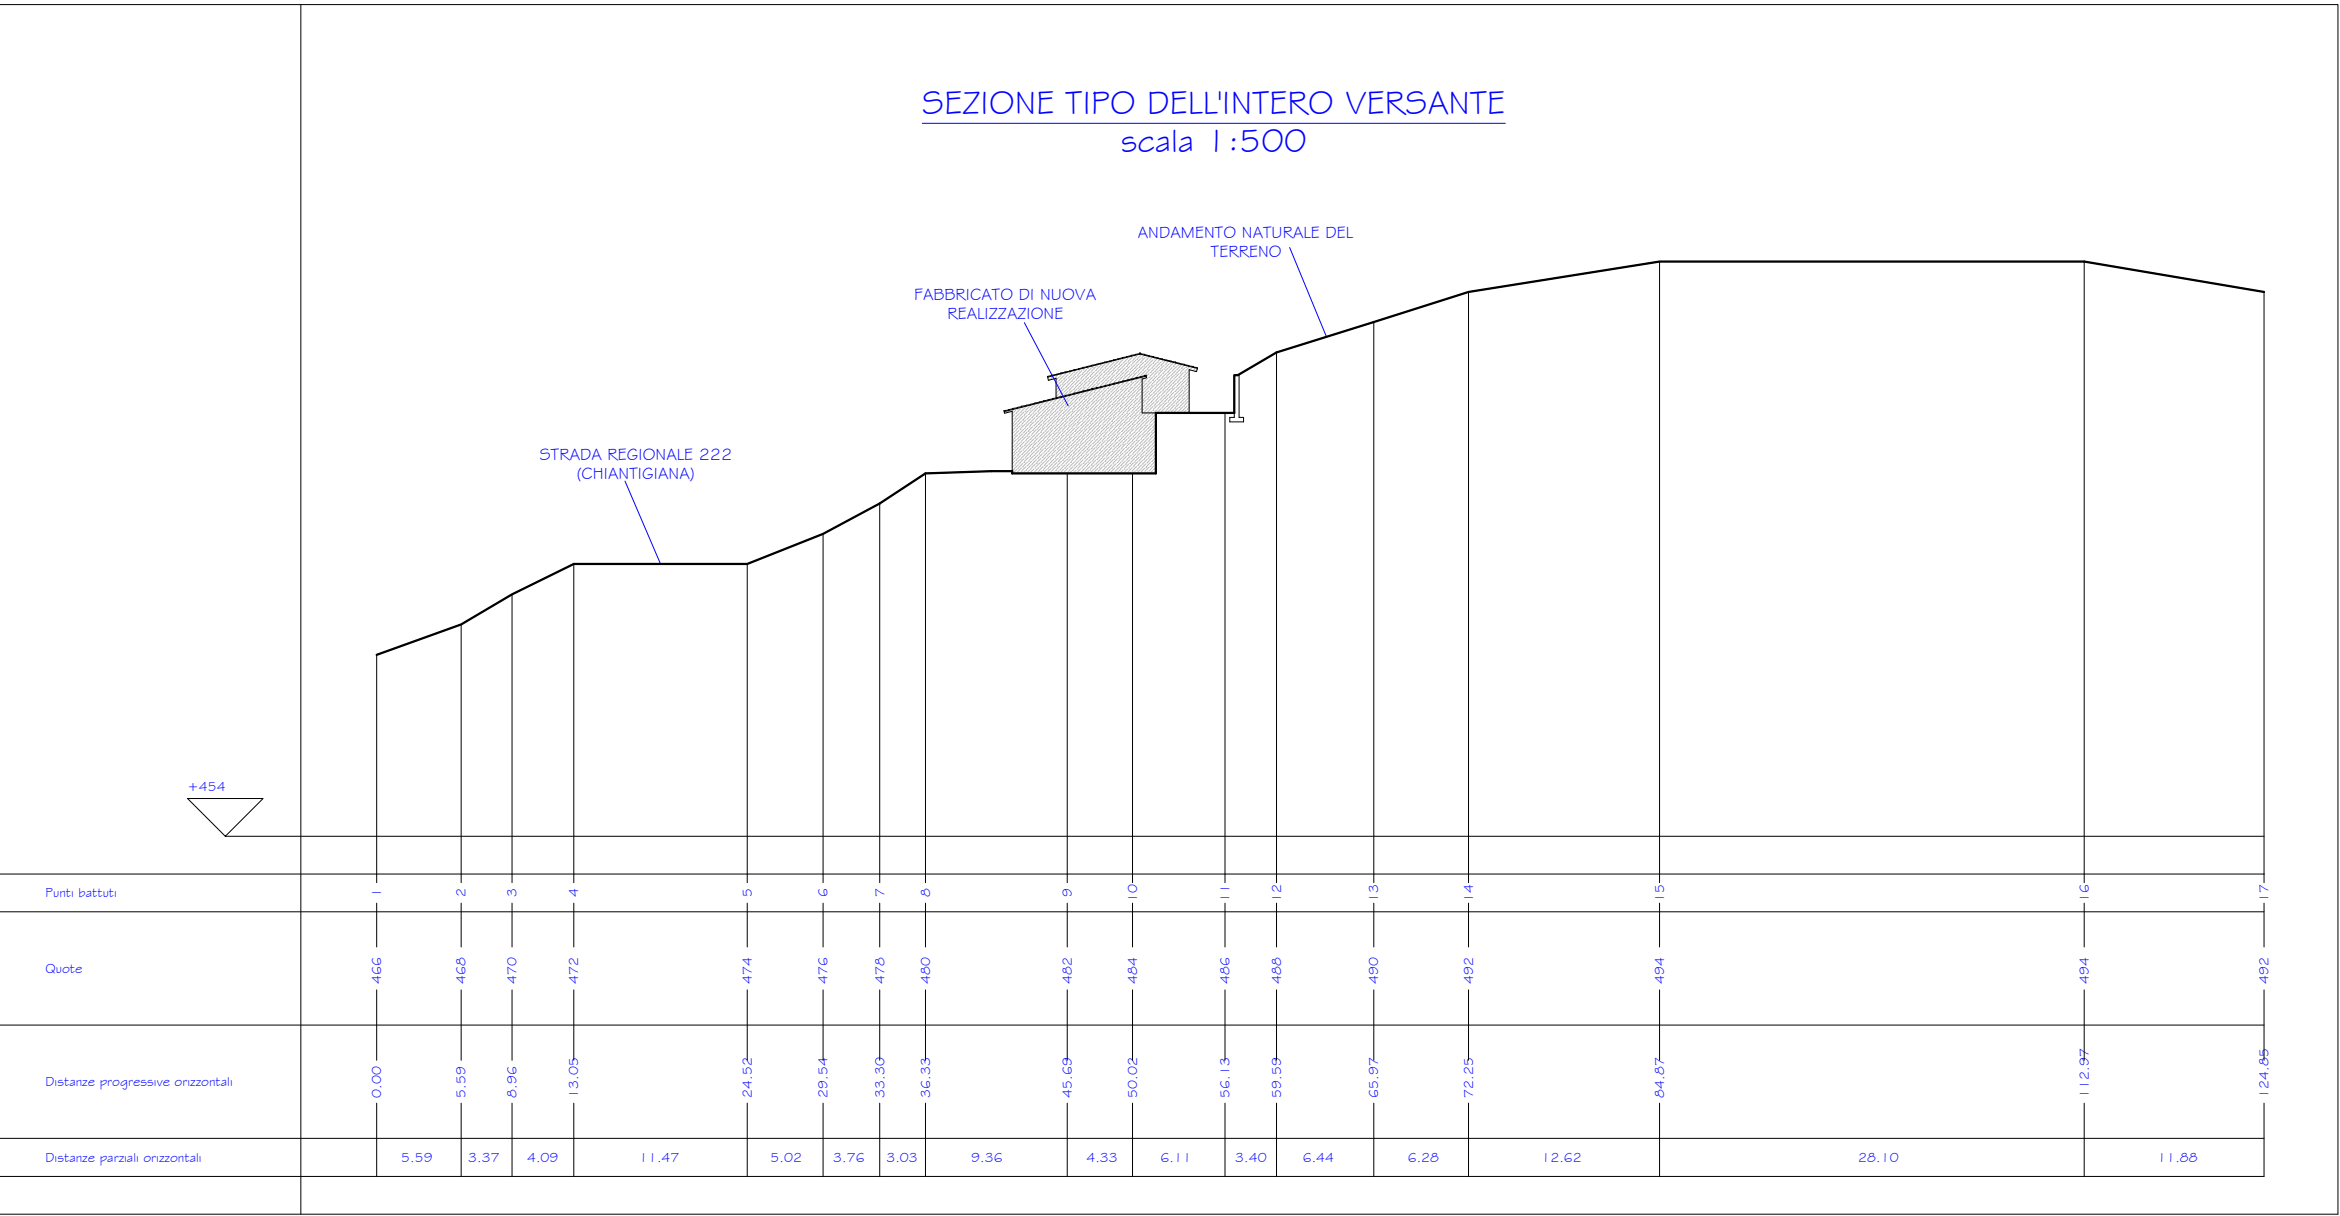 SEZIONE TIPO DELL'INTERO VERSANTE
scala 1:500
ANDAMENTO NATURALE DEL
TERRENO
FABBRICATO DI NUOVA
REALIZZAZIONE
STRADA REGIONALE 222
(CHIANTIGIANA)
+454
Punti battuti 1 2 3 4 5 6 7 8 9 10 11 12 13 14 15 16 17
Quote 466 468 470 472 474 476 478 480 482 484 486 488 490 492 494 494 492
Distanze progressive orizzontali 0.00 5.59 8.96 13.05 24.52 29.54 33.30 36.33 45.69 50.02 56.13 59.59 65.97 72.25 84.87 112.97 124.85
Distanze parziali orizzontali 5.59 3.37 4.09 11.47 5.02 3.76 3.03 9.36 4.33 6.11 3.40 6.44 6.28 12.62 28.10 11.88